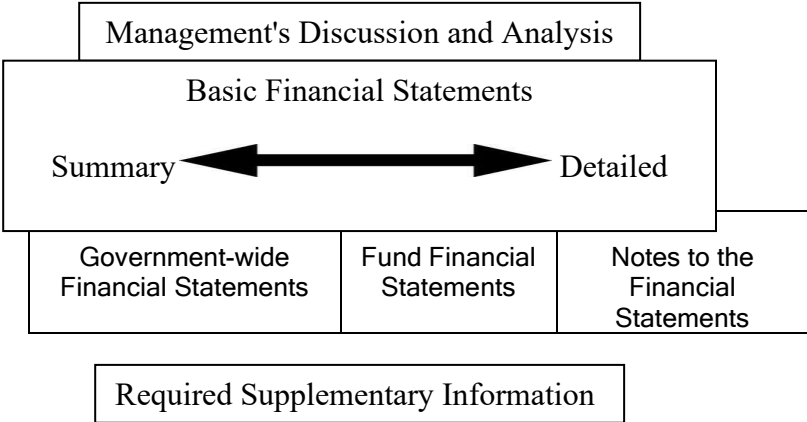 Management's Discussion and Analysis
Basic Financial Statements
Summary Detailed
Government-wide
Financial Statements
Fund Financial
Statements
Notes to the
Financial
Statements
Required Supplementary Information